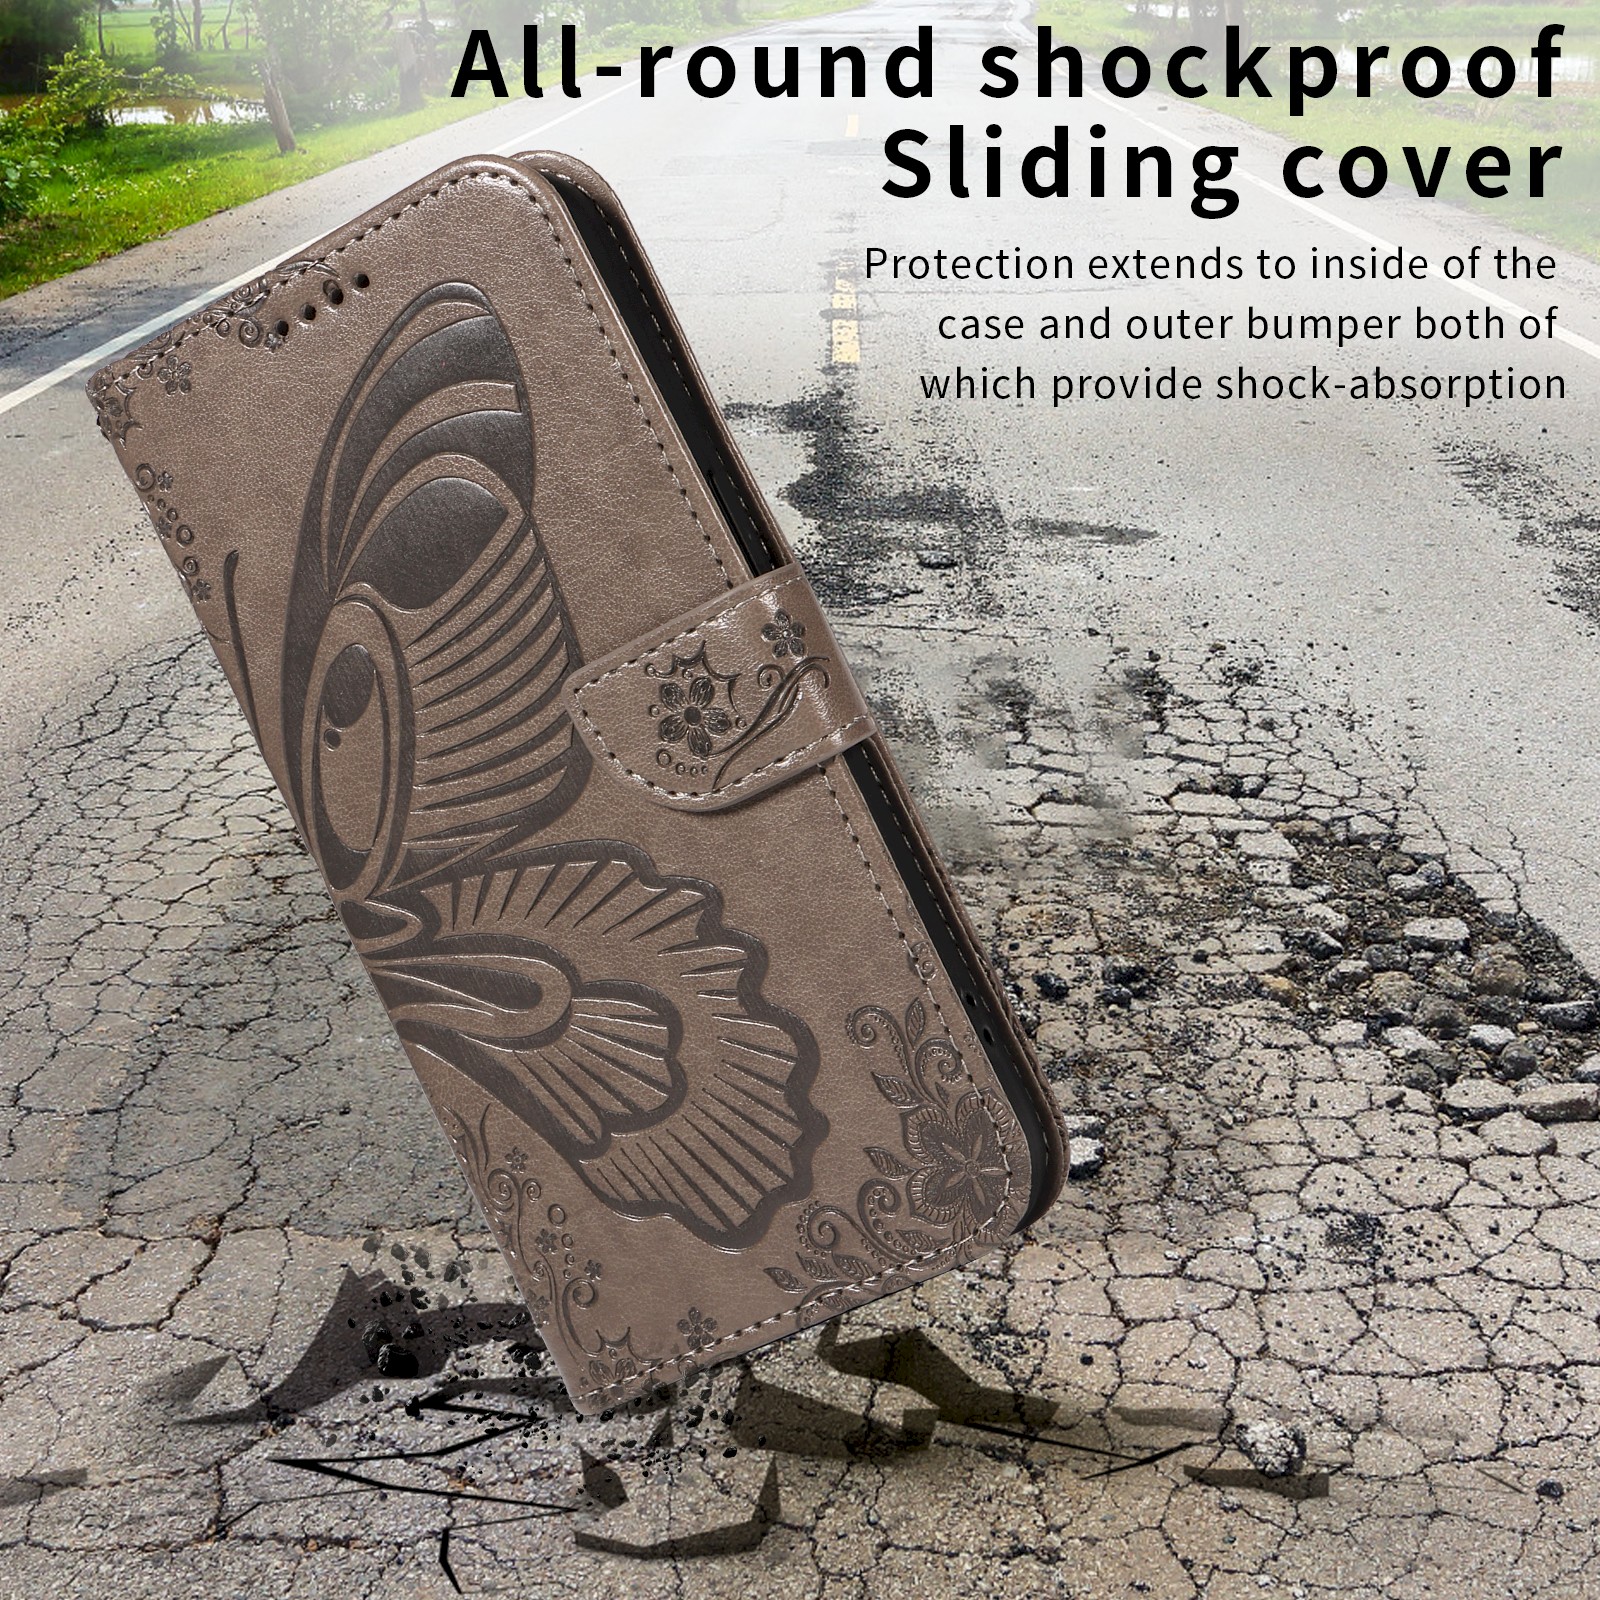 All-round shockproof
Sliding cover
Protection extends to inside of the
case and outer bumper both of
which provide shock-absorption